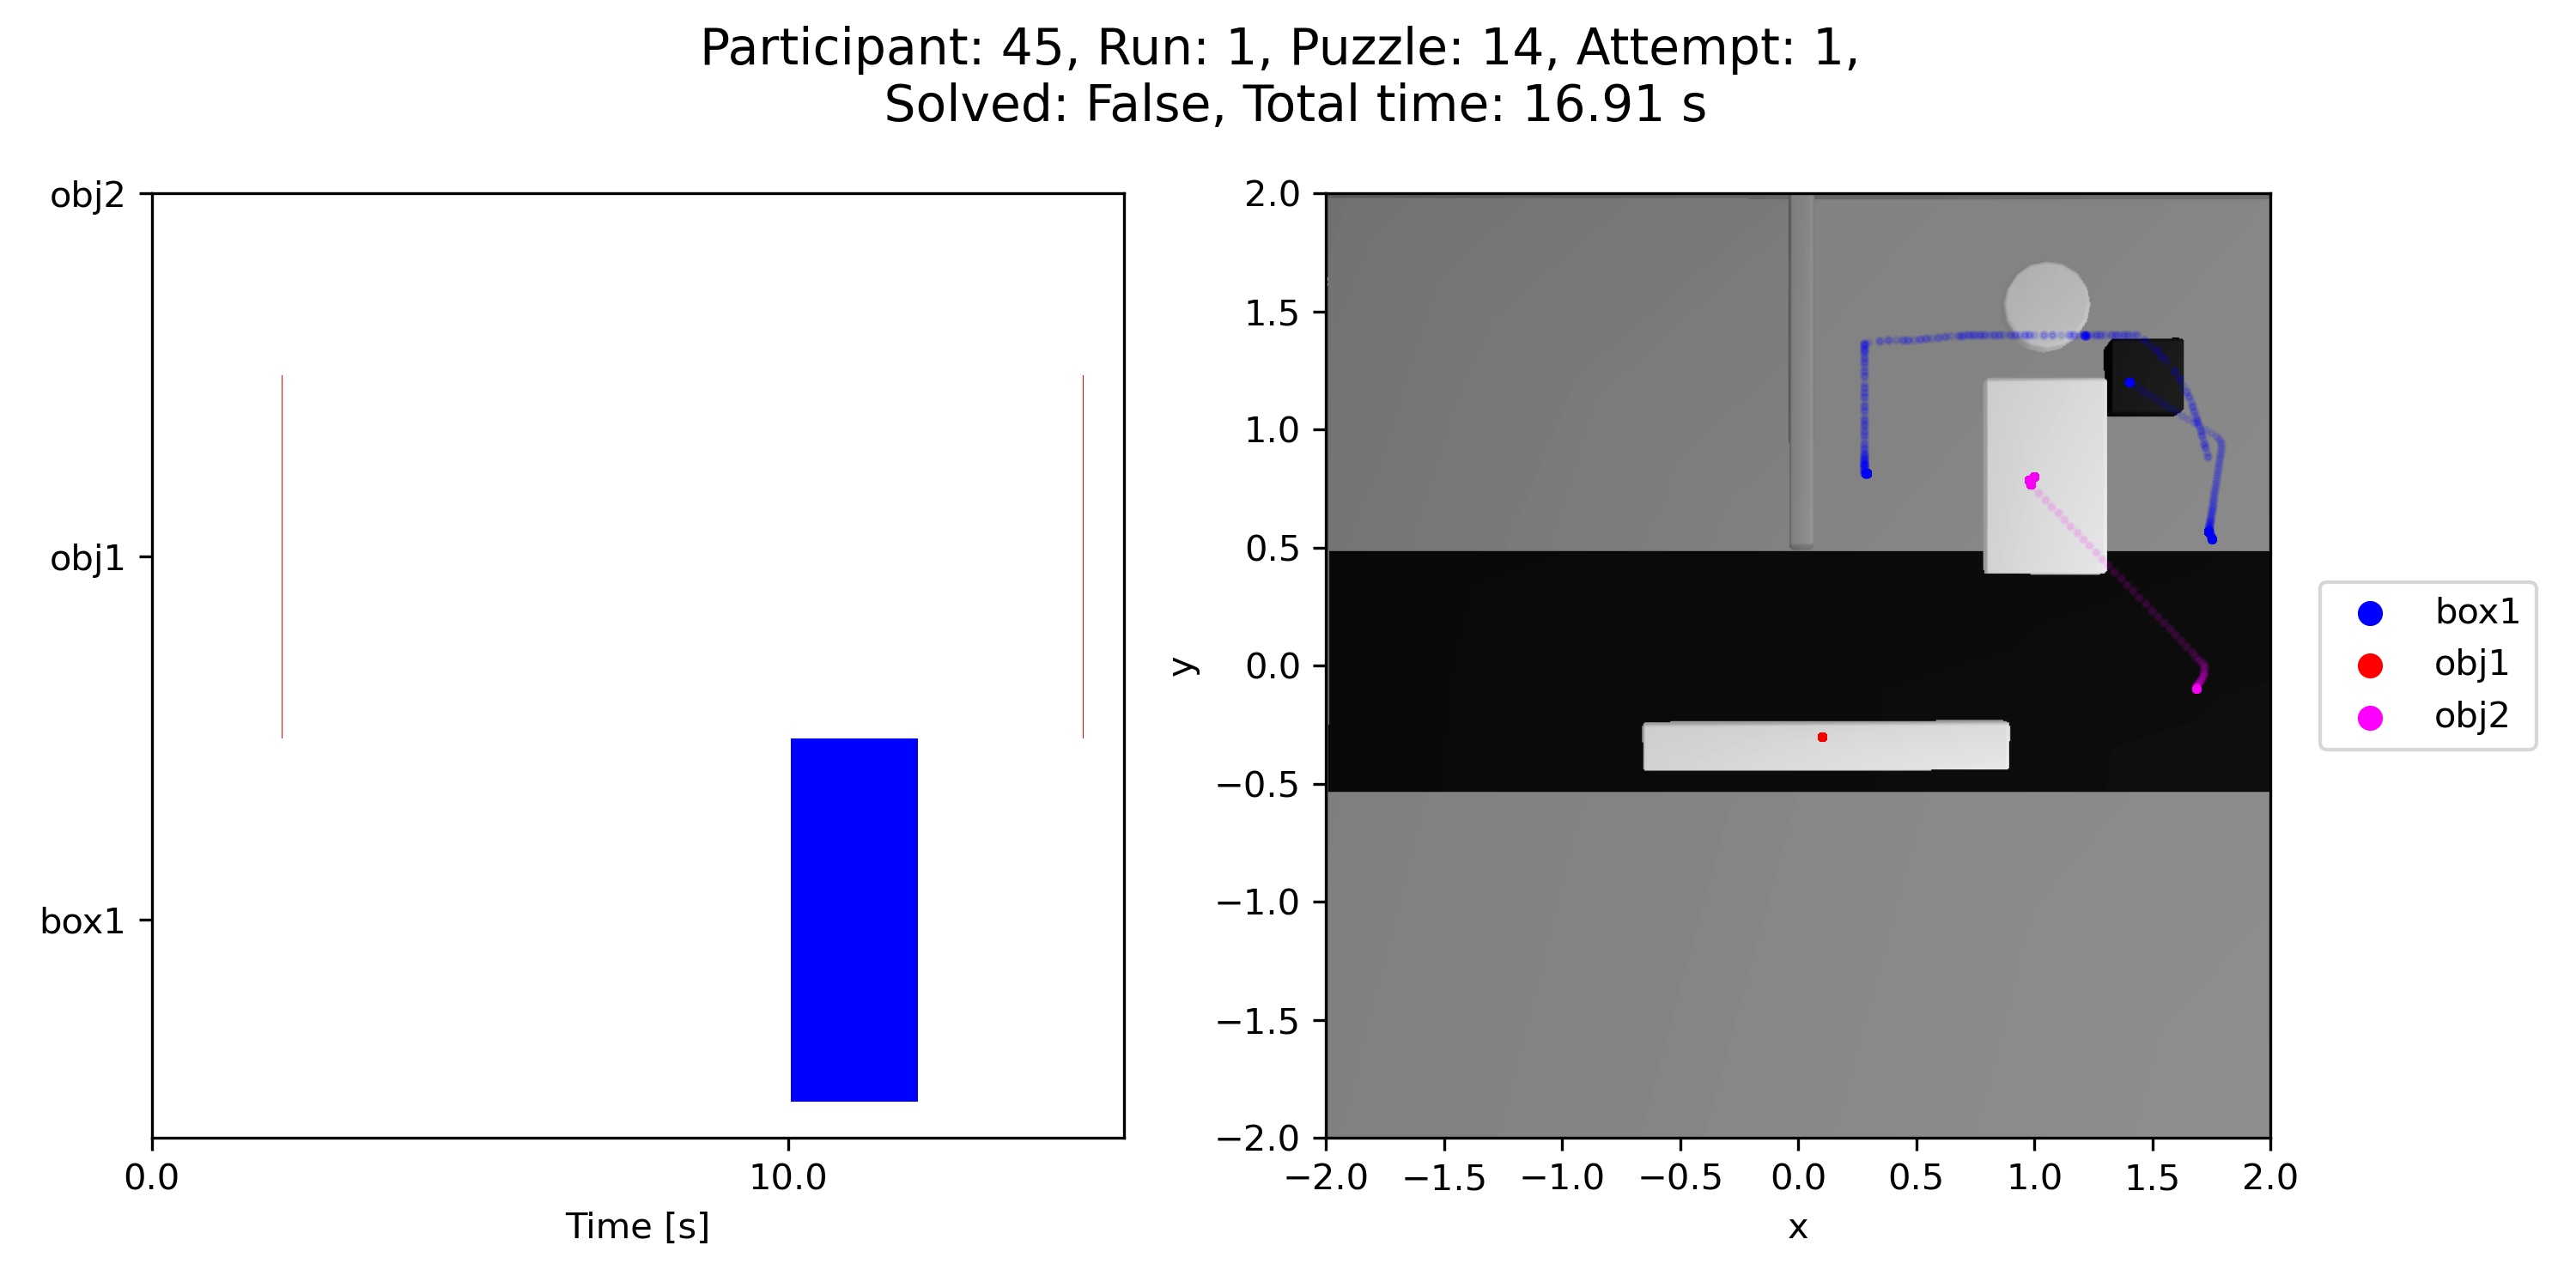 Participant: 45, Run: 1, Puzzle: 14, Attempt: 1,
Solved: False, Total time: 16.91 s
obj2
obj1
box1
0.0
10.0
Time [s]
2.0
1.5
1.0
0.5
0.0
−0.5
−1.0
−1.5
−2.0
y
−2.0
−1.5
−1.0
−0.5
0.0
0.5
1.0
1.5
2.0
x
box1
obj1
obj2